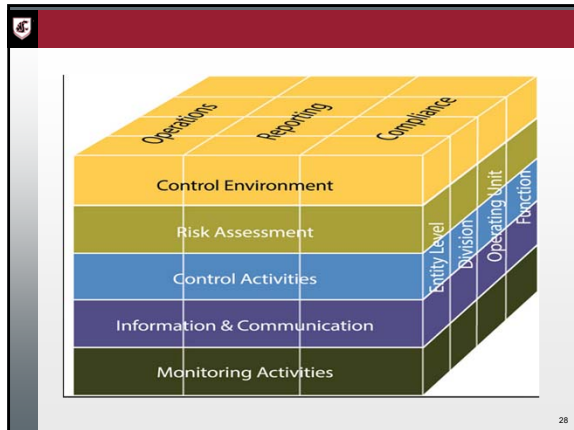 Operations
Reporting
Compliance
Control Environment
Risk Assessment
Control Activities
Information & Communication
Monitoring Activities
Entity Level
Division
Operating Unit
Function
28